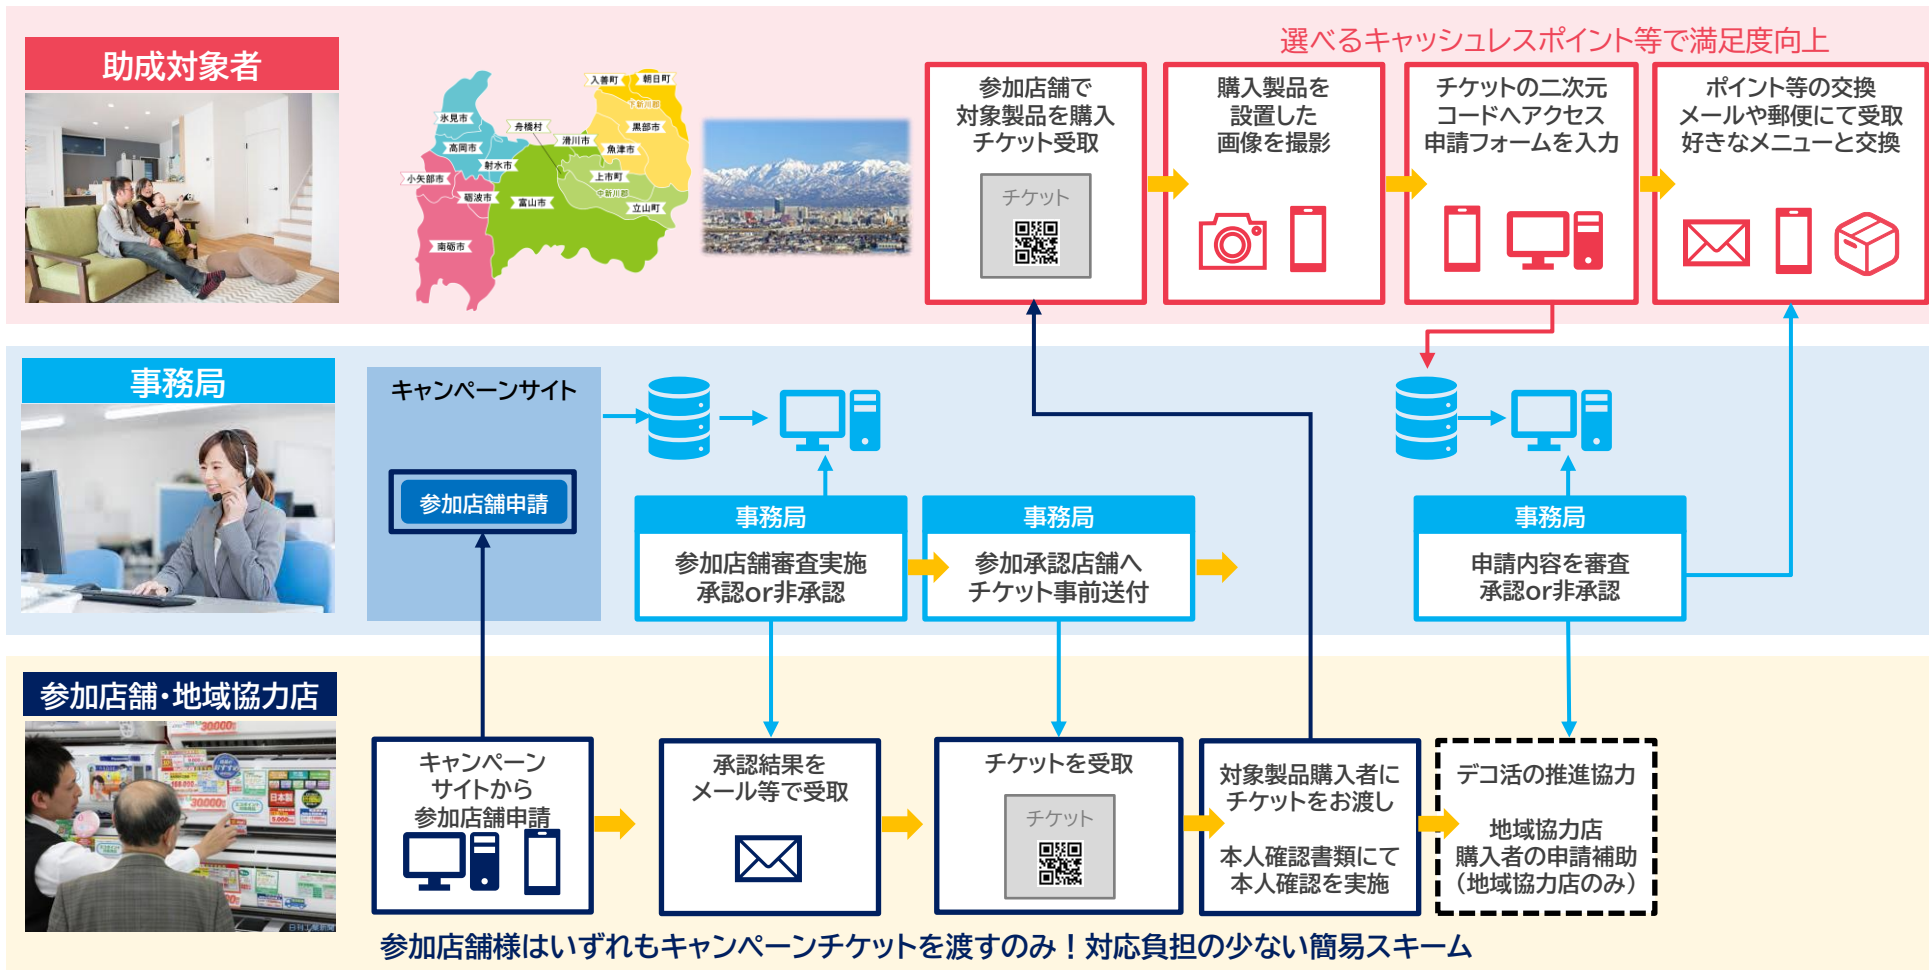 選べるキャッシュレスポイント等で満足度向上
助成対象者
入善町
朝日町
下新川郡
氷見市
舟橋村
黒部市
滑川市
高岡市
魚津市
射水市
上市町
小矢部市
中新川郡
砺波市
富山市
立山町
南砺市
参加店舗で
対象製品を購入
チケット受取
チケット
購入製品を
設置した
画像を撮影
チケットの二次元
コードへアクセス
申請フォームを入力
ポイント等の交換
メールや郵便にて受取
好きなメニューと交換
事務局
キャンペーンサイト
参加店舗申請
事務局
参加店舗審査実施
承認or非承認
事務局
参加承認店舗へ
チケット事前送付
事務局
申請内容を審査
承認or非承認
参加店舗・地域協力店
30.000
30.000
日本製
日刊工業新聞
キャンペーン
サイトから
参加店舗申請
承認結果を
メール等で受取
チケットを受取
チケット
対象製品購入者に
チケットをお渡し
本人確認書類にて
本人確認を実施
デコ活の推進協力
地域協力店
購入者の申請補助
（地域協力店のみ）
参加店舗様はいずれもキャンペーンチケットを渡すのみ！対応負担の少ない簡易スキーム